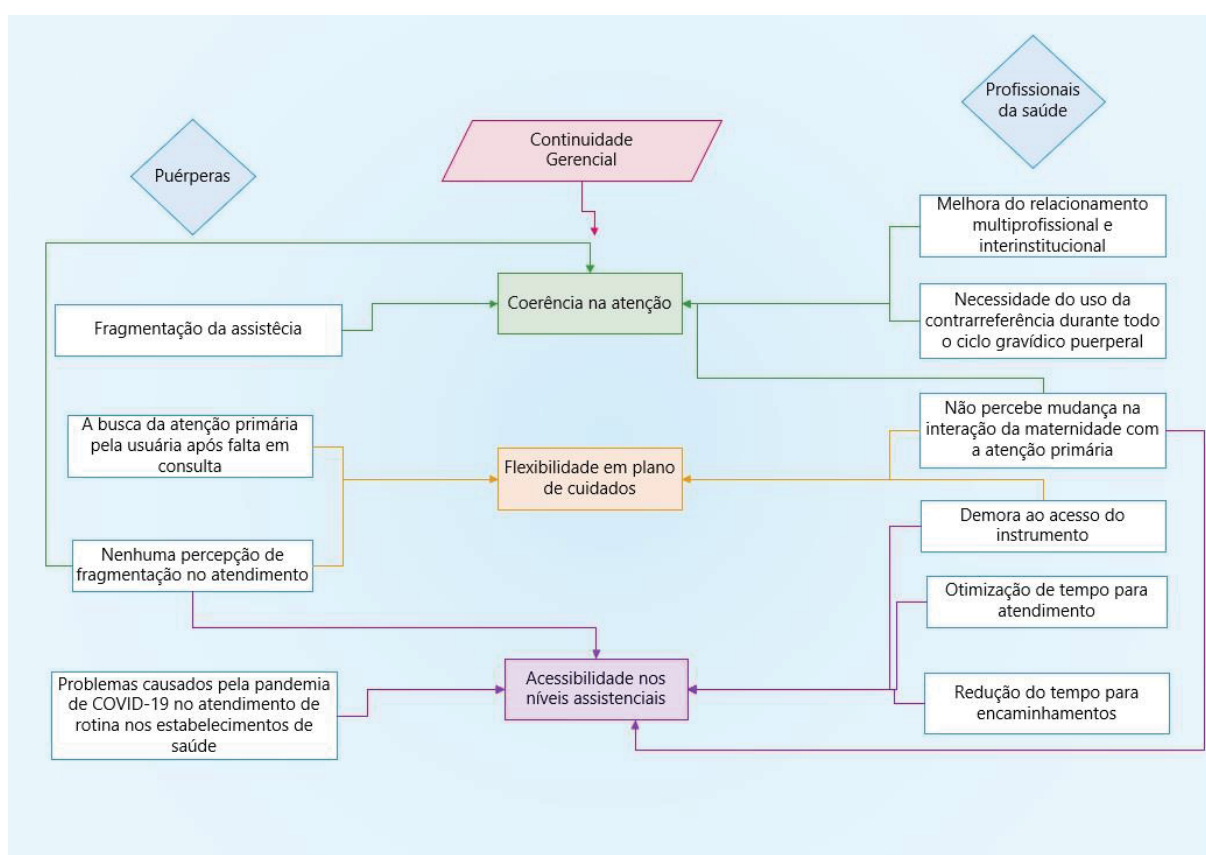 Profissionais
da saúde
Continuidade
Gerencial
Puérperas
Melhora do relacionamento
multiprofissional e
interinstitucional
Coerência na atenção
Necessidade do uso da
contrarreferência durante todo
o ciclo gravídico puerperal
Fragmentação da assistêcia
A busca da atenção primária
pela usuária após falta em
consulta
Não percebe mudança na
interação da maternidade com
a atenção primária
Flexibilidade em plano
de cuidados
Demora ao acesso do
instrumento
Nenhuma percepção de
fragmentação no atendimento
Otimização de tempo para
atendimento
Problemas causados pela pandemia
de COVID-19 no atendimento de
rotina nos estabelecimentos de
saúde
Acessibilidade nos
níveis assistenciais
Redução do tempo para
encaminhamentos